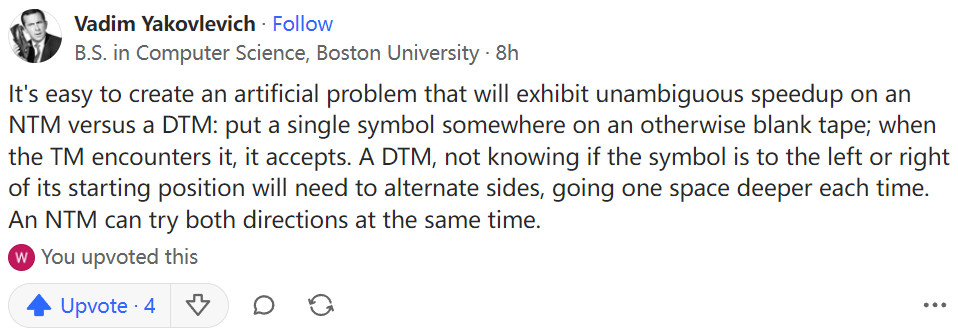 Vadim Yakovlevich · Follow
B.S. in Computer Science, Boston University · 8h
It's easy to create an artificial problem that will exhibit unambiguous speedup on an
NTM versus a DTM: put a single symbol somewhere on an otherwise blank tape; when
the TM encounters it, it accepts. A DTM, not knowing if the symbol is to the left or right
of its starting position will need to alternate sides, going one space deeper each time.
An NTM can try both directions at the same time.
W You upvoted this
Upvote · 4